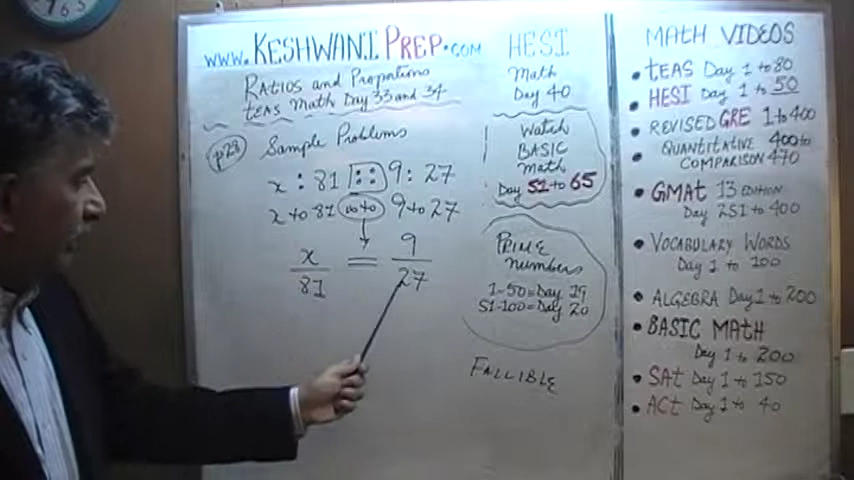 www.KESHWANIPREP.com
RATIOS and PROPATIONS
TEAS Math Day 33 and 34
p29
Sample Problems
x : 81 :: 9 : 27
x to 81 as to 9 to 27
x/81 = 9/27
HESI
Math
Day 40
Watch
BASIC
Math
Day 51 to 65
PRIME
Numbers
1-50=Day 19
51-100=Day 20
FALLIBLE
MATH VIDEOS
• TEAS Day 1 to 80
• HESI Day 1 to 50
• REVISED GRE 1 to 400
• QUANTITATIVE 400 to
COMPARISON 470
• GMAT 13 EDITION
Day 251 to 400
• VOCABULARY WORDS
Day 1 to 100
• ALGEBRA Day 1 to 200
• BASIC MATH
Day 1 to 200
• SAT Day 1 to 150
• ACT Day 1 to 40